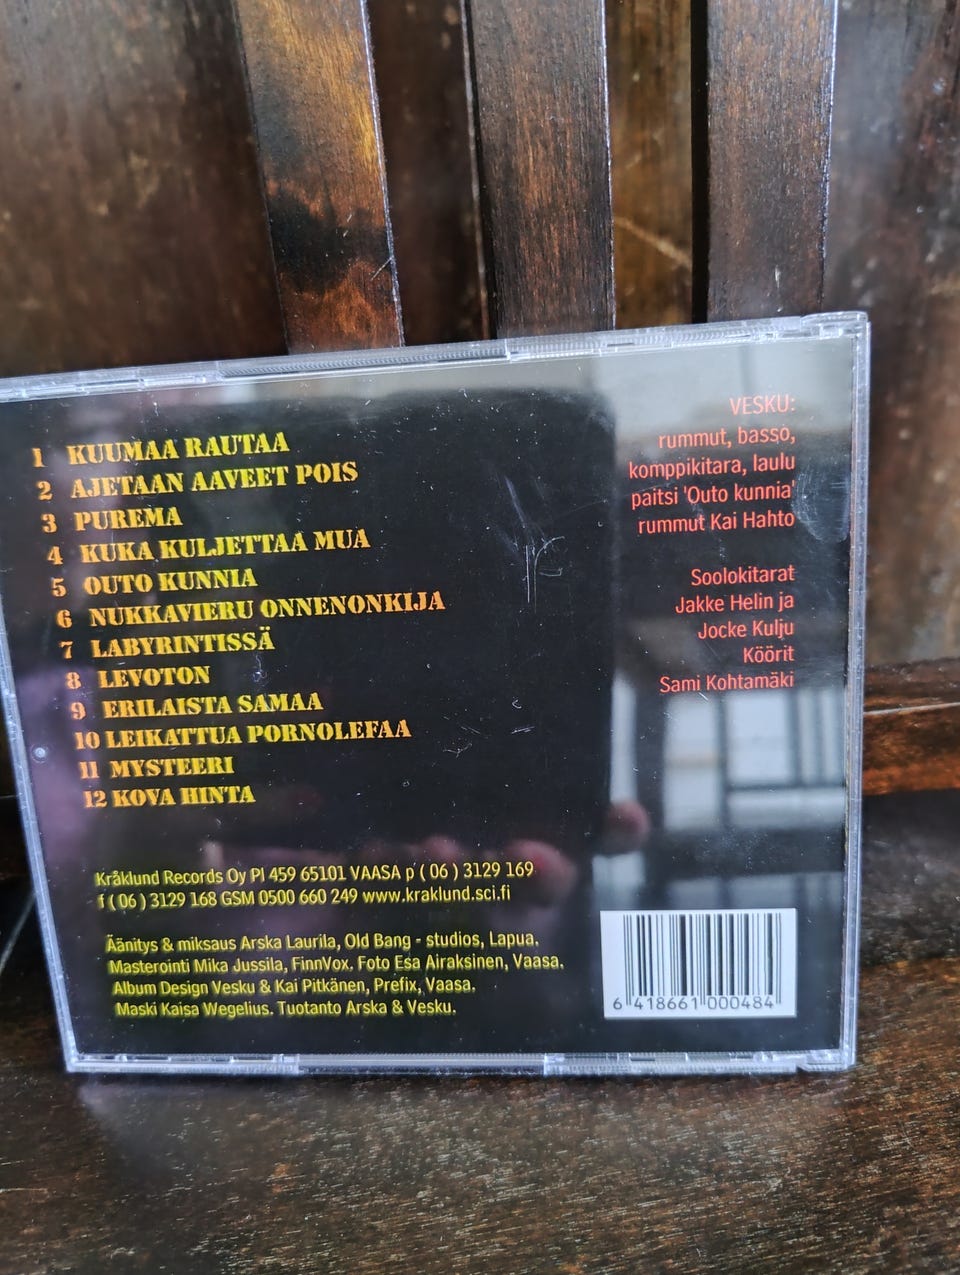 1 KUUMAA RAUTAA
2 AJETAAN AAVEET POIS
3 PUREMA
4 KUKA KULJETTAA MUA
5 OUTO KUNNIA
6 NUKKAVIERU ONNENONKIJA
7 LABYRINTISSÄ
8 LEVOTON
9 ERILAISTA SAMAA
10 LEIKATTUA PORNOLEFAA
11 MYSTEERI
12 KOVA HINTA
VESKU:
rummut, basso,
komppikitara, laulu
paitsi 'Outo kunnia'
rummut Kai Hahto
Soolokitarat
Jakke Helin ja
Jocke Kulju
Köörit
Sami Kohtamäki
Kråklund Records Oy Pl 459 65101 VAASA p ( 06 ) 3129 169
f ( 06 ) 3129 168 GSM 0500 660 249 www.kraklund.sci.fi
Äänitys & miksaus Arska Laurila, Old Bang - studios, Lapua.
Masterointi Mika Jussila, FinnVox. Foto Esa Airaksinen, Vaasa.
Album Design Vesku & Kai Pitkänen, Prefix, Vaasa.
Maski Kaisa Wegelius. Tuotanto Arska & Vesku.
6 418661 000484